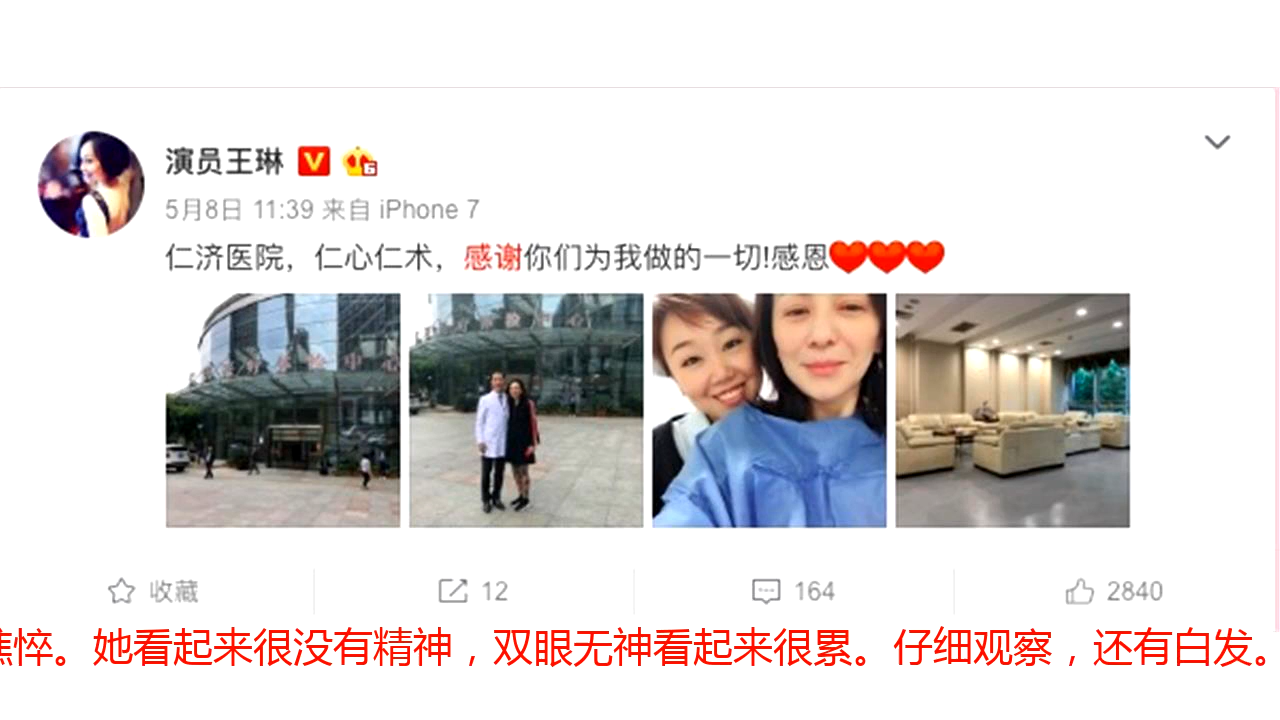 演员王琳
5月8日 11:39 来自 iPhone 7
仁济医院，仁心仁术，感谢你们为我做的一切!感恩
收藏
12
164
2840
憔悴。她看起来很没有精神，双眼无神看起来很累。仔细观察，还有白发。